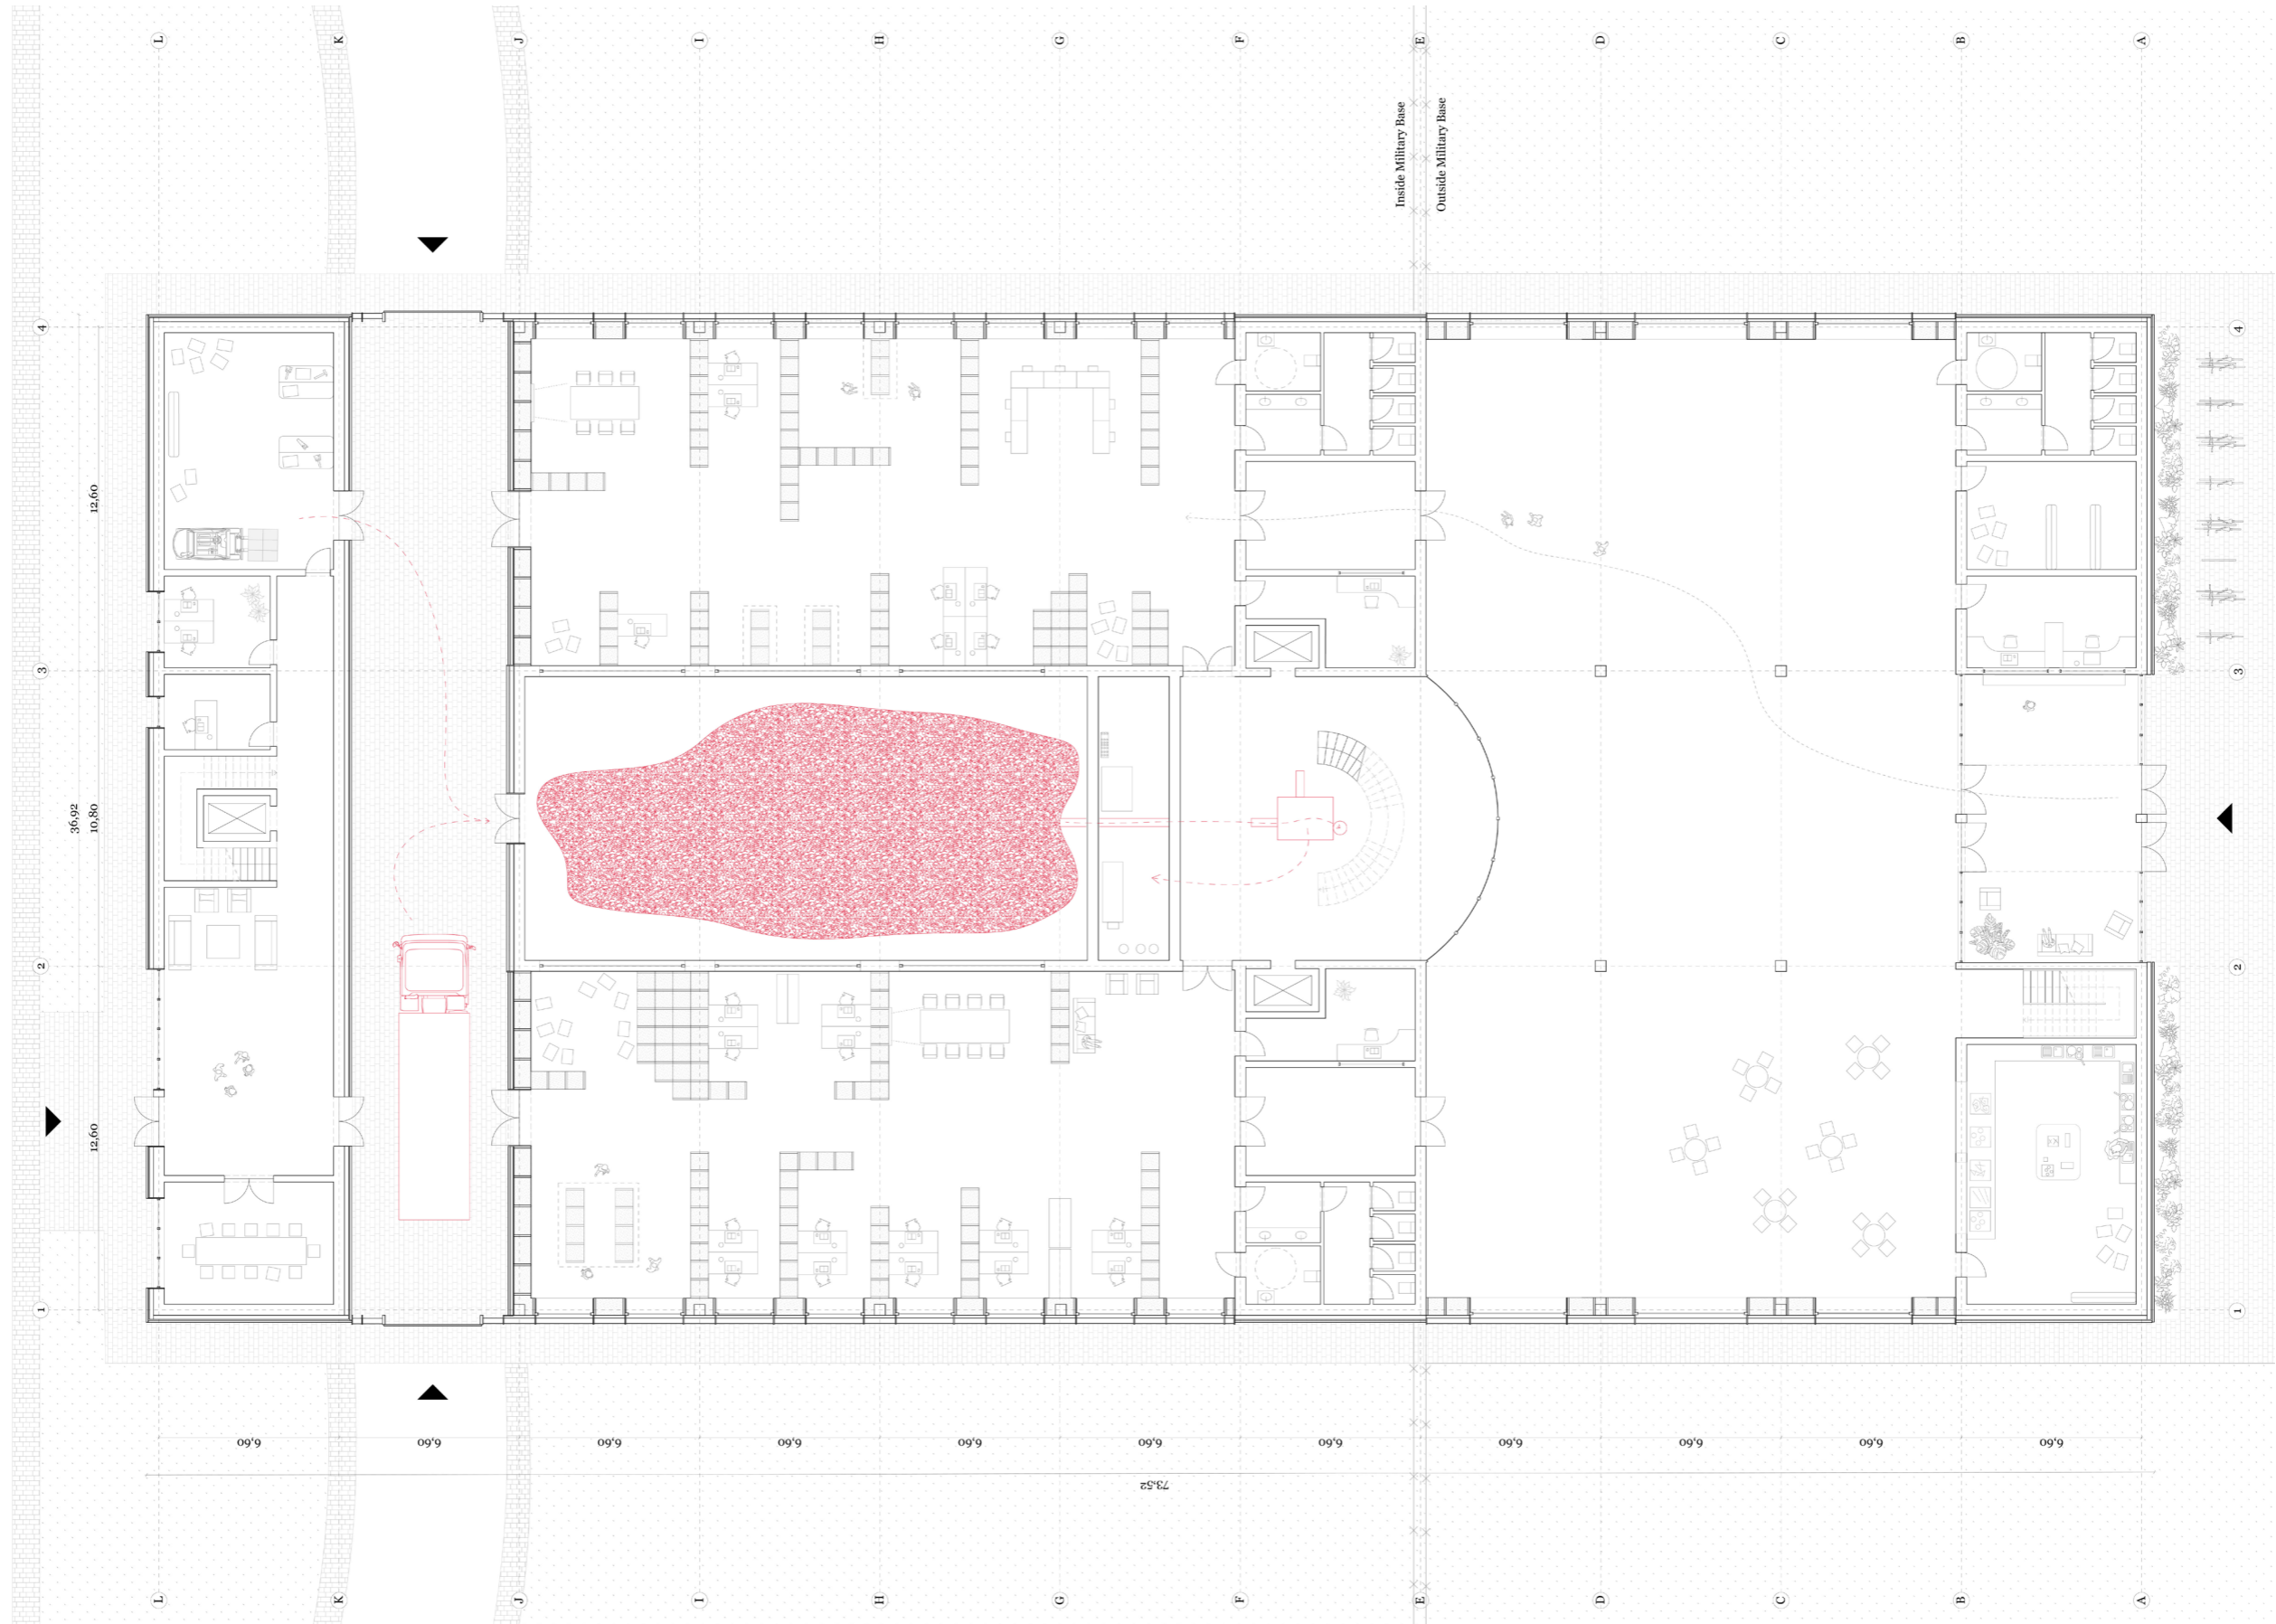 L K J I H G F E D C B A
Inside Military Base
Outside Military Base
4 4
12,60
3 3
36,92
10,80
2 2
12,60
1 1
6,60 6,60 6,60 6,60 6,60 6,60 6,60 6,60 6,60 6,60 6,60
73,52
L K J I H G F E D C B A